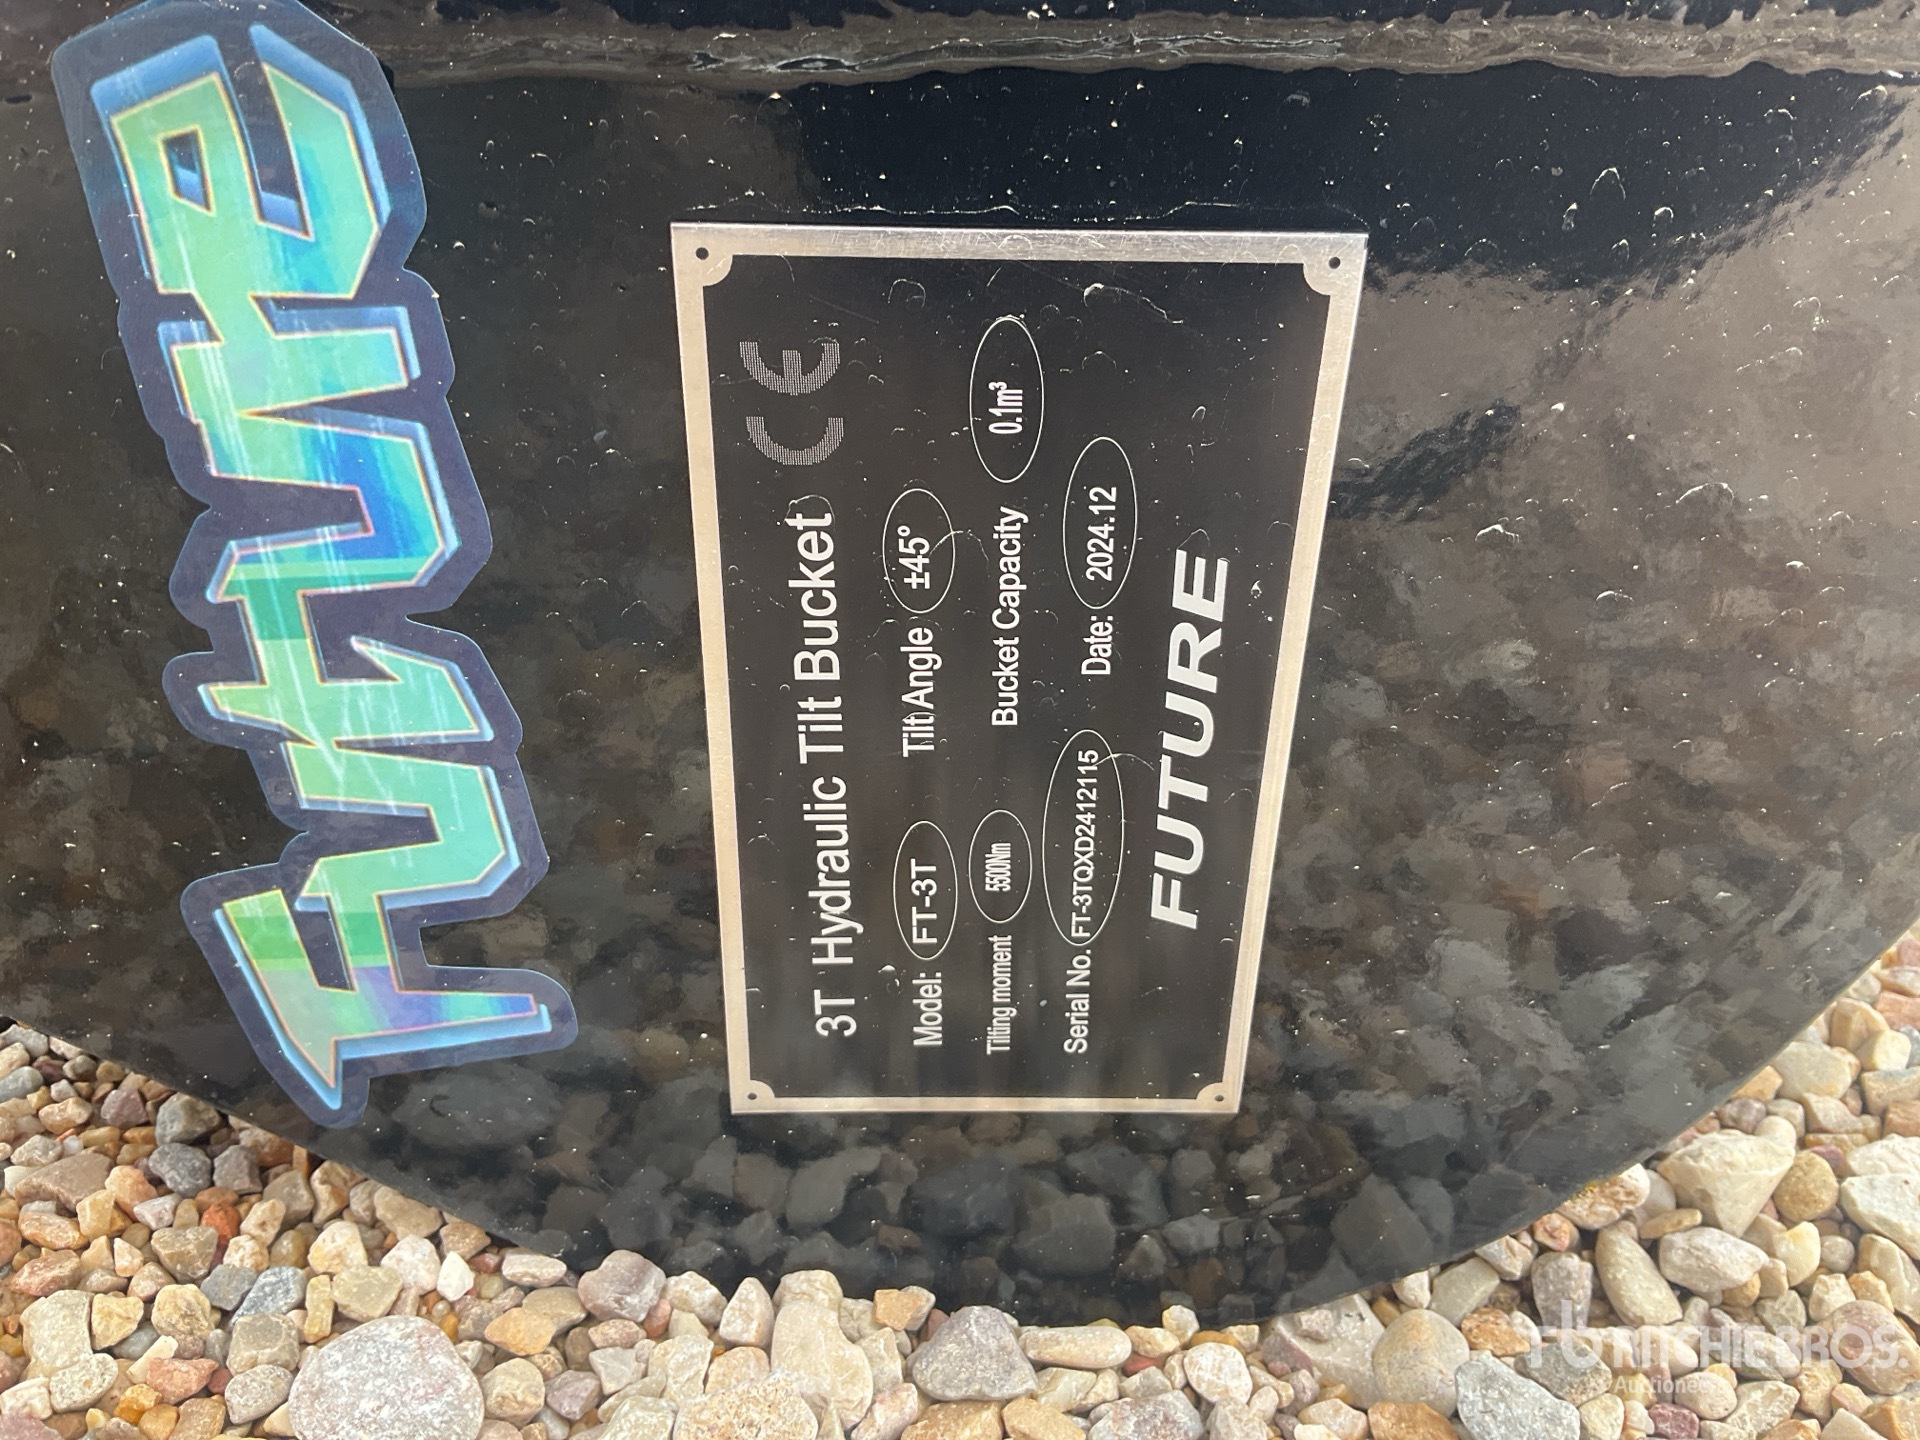 Future
3T Hydraulic Tilt Bucket CE
Model: FT-3T Tilt Angle ±45°
Tilting moment 5500Nm Bucket Capacity 0.1m³
Serial No. FT-3TQXD2412115 Date: 2024.12
FUTURE
RITCHIE BROS.
Auctioneers